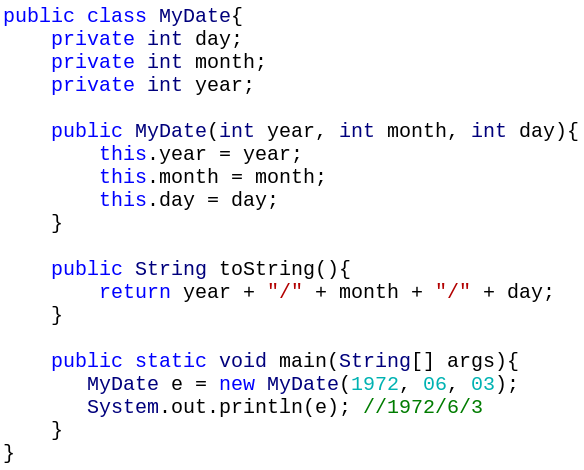 public class MyDate{
    private int day;
    private int month;
    private int year;

    public MyDate(int year, int month, int day){
        this.year = year;
        this.month = month;
        this.day = day;
    }

    public String toString(){
        return year + "/" + month + "/" + day;
    }

    public static void main(String[] args){
       MyDate e = new MyDate(1972, 06, 03);
       System.out.println(e); //1972/6/3
    }
}